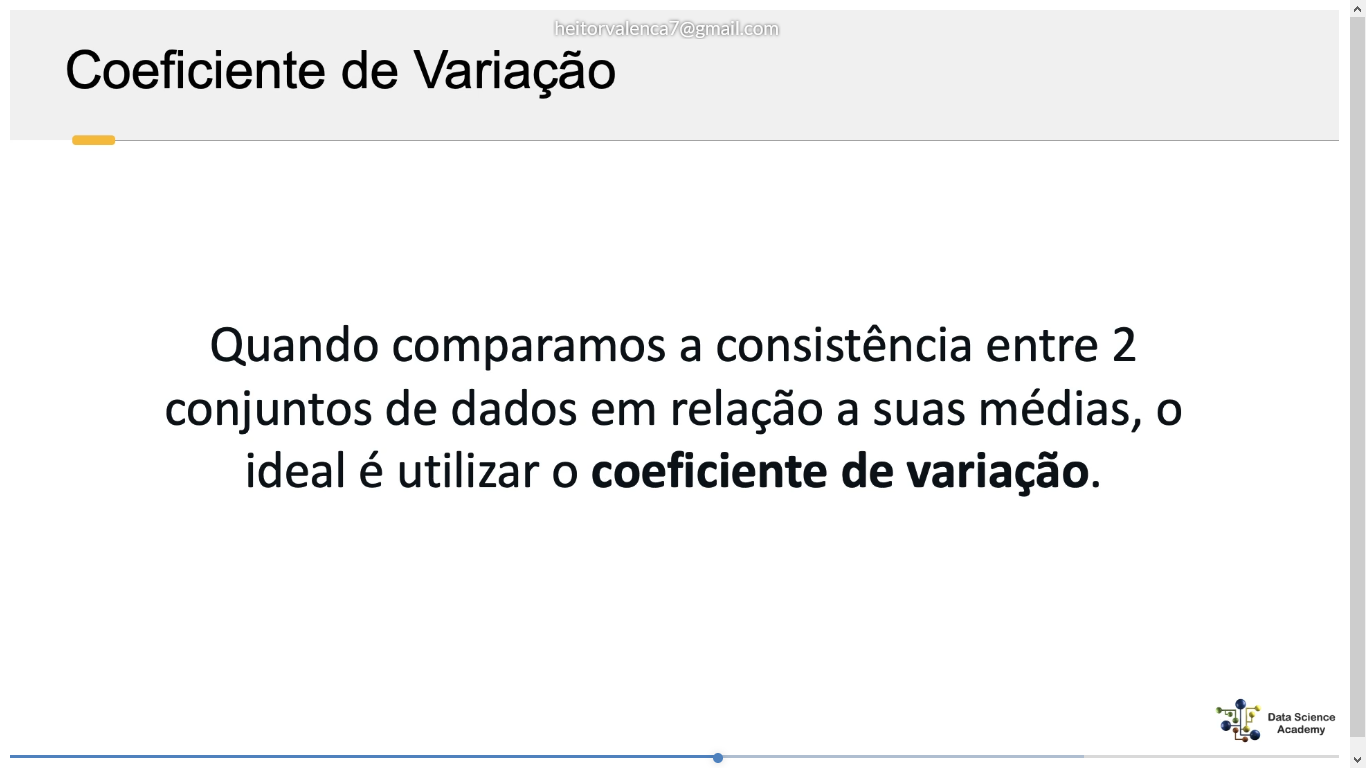 heitorvalenca7@gmail.com
Coeficiente de Variação
Quando comparamos a consistência entre 2
conjuntos de dados em relação a suas médias, o
ideal é utilizar o coeficiente de variação.
Data Science
Academy